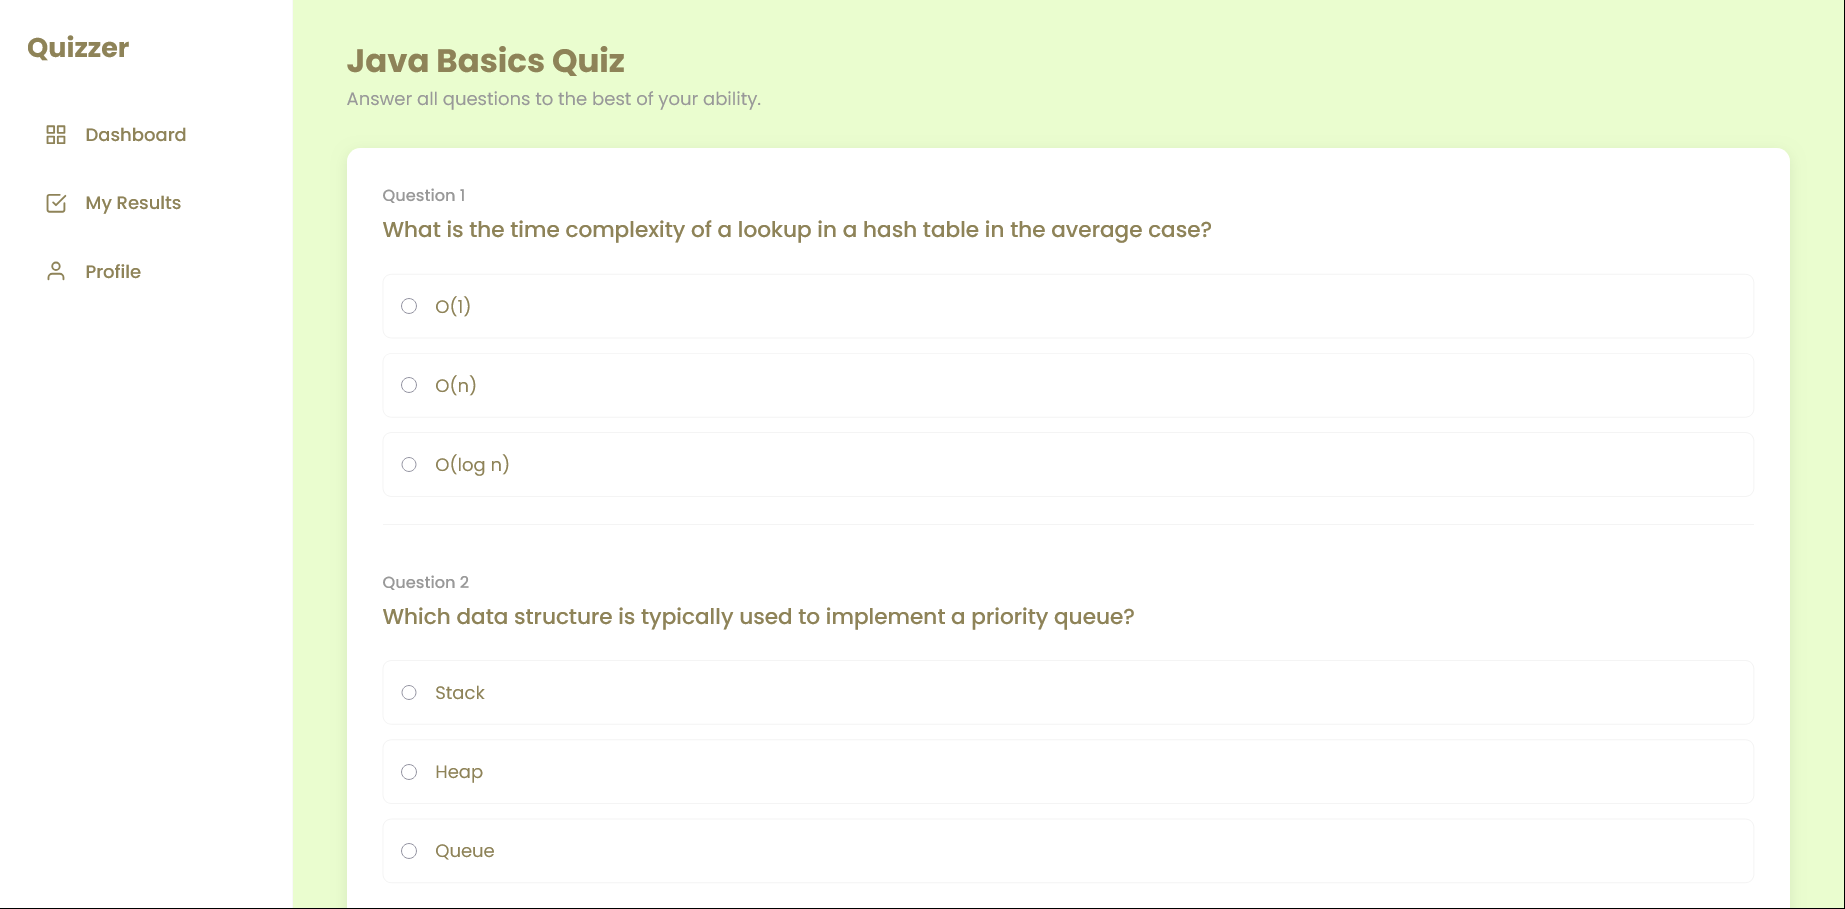 Quizzer
Dashboard
My Results
Profile
Java Basics Quiz
Answer all questions to the best of your ability.
Question 1
What is the time complexity of a lookup in a hash table in the average case?
O(1)
O(n)
O(log n)
Question 2
Which data structure is typically used to implement a priority queue?
Stack
Heap
Queue